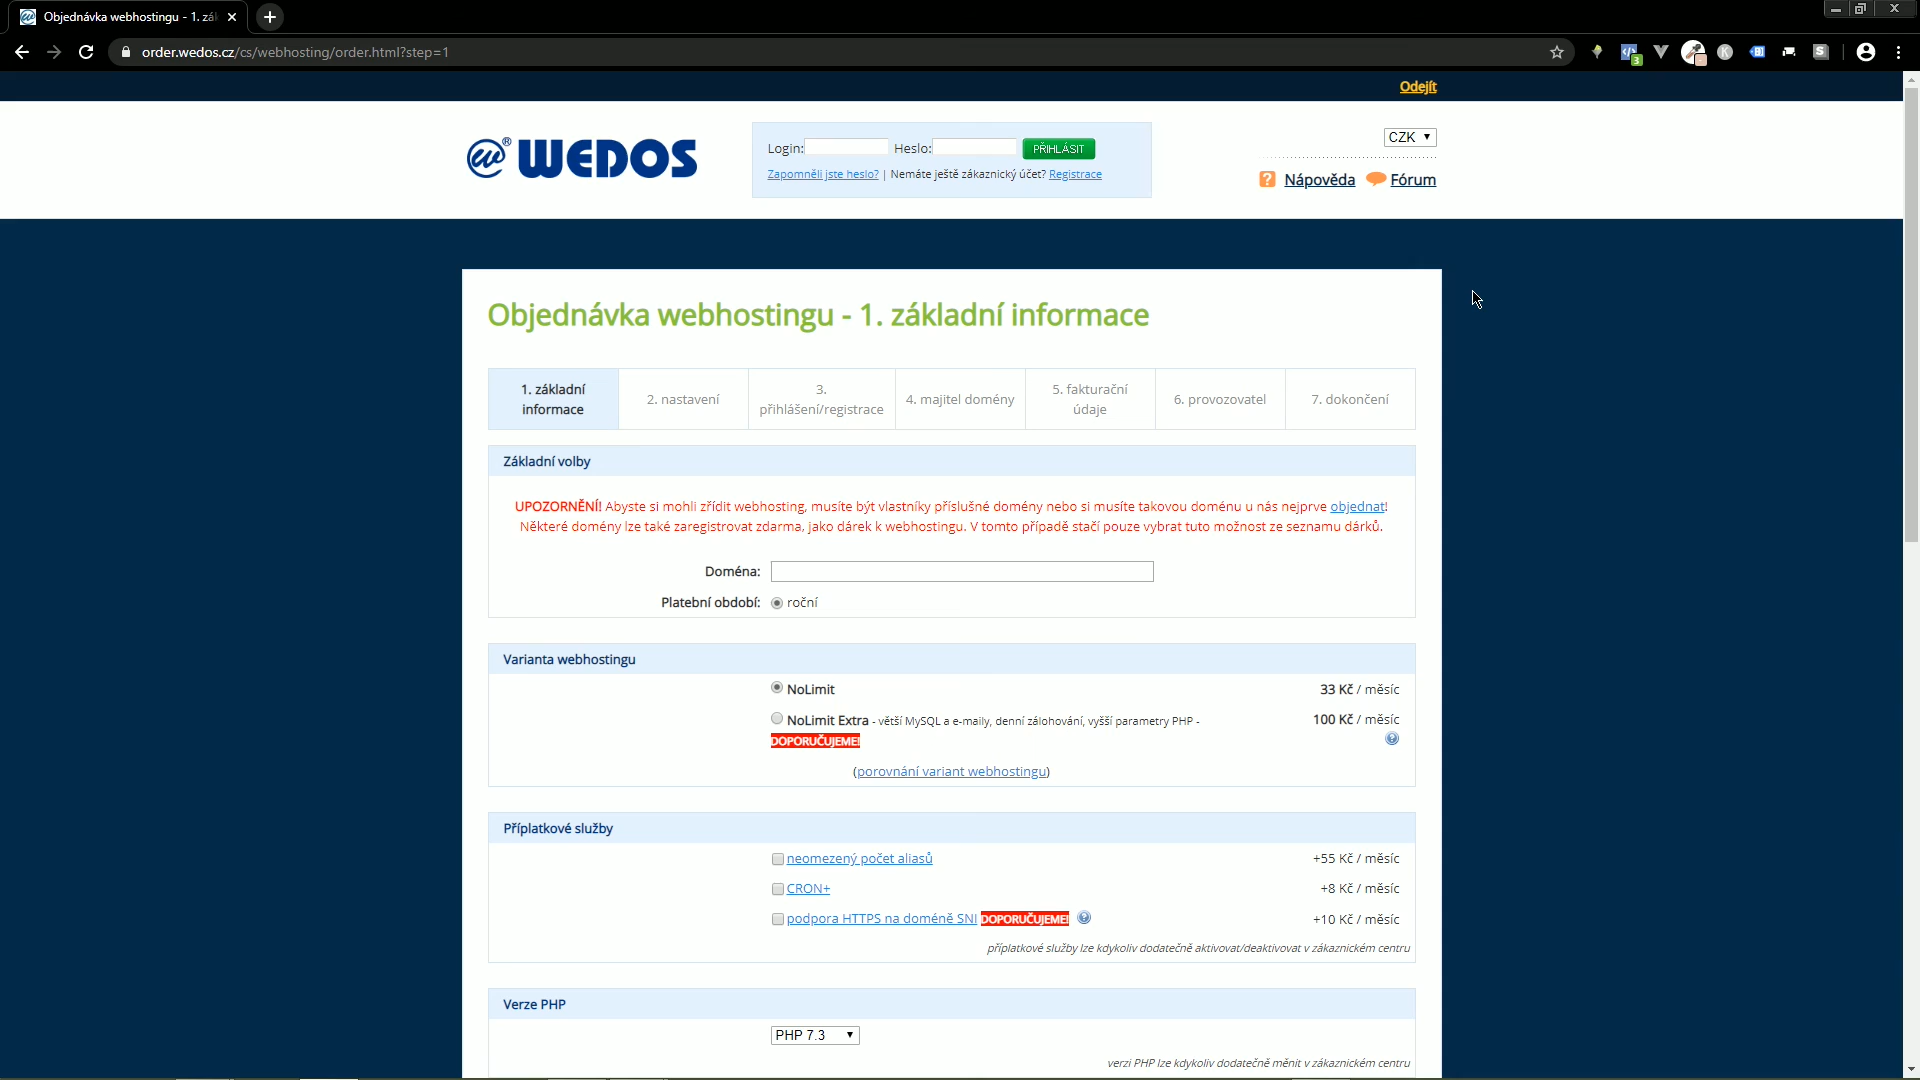 Objednávka webhostingu - 1. zál
order.wedos.cz/cs/webhosting/order.html?step=1
3
Odejít
WEDOS
Login:
Heslo:
PŘIHLÁSIT
Zapomněli jste heslo? | Nemáte ještě zákaznický účet? Registrace
CZK
Nápověda
Fórum
Objednávka webhostingu - 1. základní informace
1. základní
informace
2. nastavení
3.
přihlášení/registrace
4. majitel domény
5. fakturační
údaje
6. provozovatel
7. dokončení
Základní volby
UPOZORNĚNÍ! Abyste si mohli zřídit webhosting, musíte být vlastníky příslušné domény nebo si musíte takovou doménu u nás nejprve objednat!
Některé domény lze také zaregistrovat zdarma, jako dárek k webhostingu. V tomto případě stačí pouze vybrat tuto možnost ze seznamu dárků.
Doména:
Platební období: roční
Varianta webhostingu
NoLimit 33 Kč / měsíc
NoLimit Extra - větší MySQL a e-maily, denní zálohování, vyšší parametry PHP - 100 Kč / měsíc
DOPORUČUJEME!
(porovnání variant webhostingu)
Příplatkové služby
neomezený počet aliasů +55 Kč / měsíc
CRON+ +8 Kč / měsíc
podpora HTTPS na doméně SNI DOPORUČUJEME! +10 Kč / měsíc
příplatkové služby lze kdykoliv dodatečně aktivovat/deaktivovat v zákaznickém centru
Verze PHP
PHP 7.3
verzi PHP lze kdykoliv dodatečně měnit v zákaznickém centru